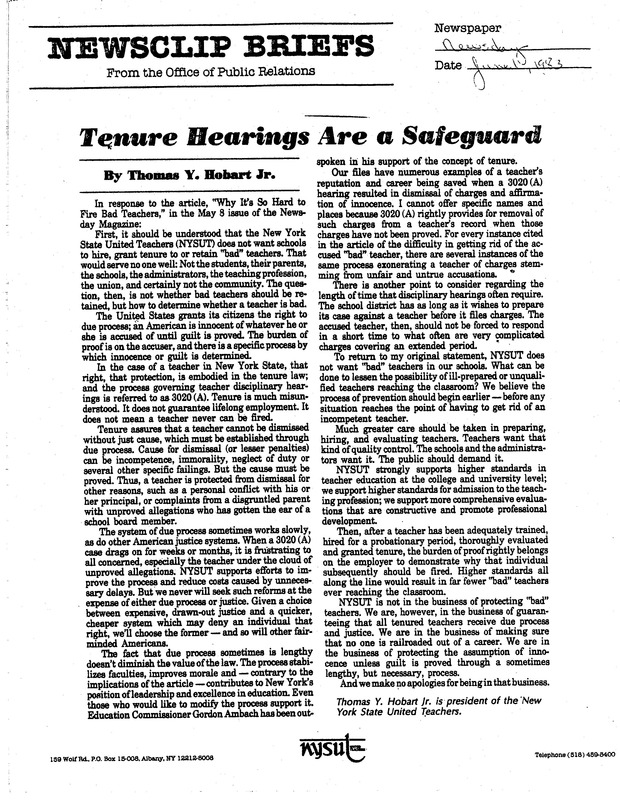 NEWSCLIP BRIEFS
From the Office of Public Relations
Newspaper
Newsday
Date June 1, 1983
Tenure Hearings Are a Safeguard
By Thomas Y. Hobart Jr.
In response to the article, "Why It's So Hard to
Fire Bad Teachers," in the May 8 issue of the News-
day Magazine:
First, it should be understood that the New York
State United Teachers (NYSUT) does not want schools
to hire, grant tenure to or retain "bad" teachers. That
would serve no one well: Not the students, their parents,
the schools, the administrators, the teaching profession,
the union, and certainly not the community. The ques-
tion, then, is not whether bad teachers should be re-
tained, but how to determine whether a teacher is bad.
The United States grants its citizens the right to
due process; an American is innocent of whatever he or
she is accused of until guilt is proved. The burden of
proof is on the accuser, and there is a specific process by
which innocence or guilt is determined.
In the case of a teacher in New York State, that
right, that protection, is embodied in the tenure law;
and the process governing teacher disciplinary hear-
ings is referred to as 3020 (A). Tenure is much misun-
derstood. It does not guarantee lifelong employment. It
does not mean a teacher never can be fired.
Tenure assures that a teacher cannot be dismissed
without just cause, which must be established through
due process. Cause for dismissal (or lesser penalties)
can be incompetence, immorality, neglect of duty or
several other specific failings. But the cause must be
proved. Thus, a teacher is protected from dismissal for
other reasons, such as a personal conflict with his or
her principal, or complaints from a disgruntled parent
with unproved allegations who has gotten the ear of a
school board member.
The system of due process sometimes works slowly,
as do other American justice systems. When a 3020 (A)
case drags on for weeks or months, it is frustrating to
all concerned, especially the teacher under the cloud of
unproved allegations. NYSUT supports efforts to im-
prove the process and reduce costs caused by unneces-
sary delays. But we never will seek such reforms at the
expense of either due process or justice. Given a choice
between expensive, drawn-out justice and a quicker,
cheaper system which may deny an individual that
right, we'll choose the former — and so will other fair-
minded Americans.
The fact that due process sometimes is lengthy
doesn't diminish the value of the law. The process stabi-
lizes faculties, improves morale and — contrary to the
implications of the article — contributes to New York's
position of leadership and excellence in education. Even
those who would like to modify the process support it.
Education Commissioner Gordon Ambach has been out-
spoken in his support of the concept of tenure.
Our files have numerous examples of a teacher's
reputation and career being saved when a 3020 (A)
hearing resulted in dismissal of charges and affirma-
tion of innocence. I cannot offer specific names and
places because 3020 (A) rightly provides for removal of
such charges from a teacher's record when those
charges have not been proved. For every instance cited
in the article of the difficulty in getting rid of the ac-
cused "bad" teacher, there are several instances of the
same process exonerating a teacher of charges stem-
ming from unfair and untrue accusations.
There is another point to consider regarding the
length of time that disciplinary hearings often require.
The school district has as long as it wishes to prepare
its case against a teacher before it files charges. The
accused teacher, then, should not be forced to respond
in a short time to what often are very complicated
charges covering an extended period.
To return to my original statement, NYSUT does
not want "bad" teachers in our schools. What can be
done to lessen the possibility of ill-prepared or unquali-
fied teachers reaching the classroom? We believe the
process of prevention should begin earlier — before any
situation reaches the point of having to get rid of an
incompetent teacher.
Much greater care should be taken in preparing,
hiring, and evaluating teachers. Teachers want that
kind of quality control. The schools and the administra-
tors want it. The public should demand it.
NYSUT strongly supports higher standards in
teacher education at the college and university level;
we support higher standards for admission to the teach-
ing profession; we support more comprehensive evalua-
tions that are constructive and promote professional
development.
Then, after a teacher has been adequately trained,
hired for a probationary period, thoroughly evaluated
and granted tenure, the burden of proof rightly belongs
on the employer to demonstrate why that individual
subsequently should be fired. Higher standards all
along the line would result in far fewer "bad" teachers
ever reaching the classroom.
NYSUT is not in the business of protecting "bad"
teachers. We are, however, in the business of guaran-
teeing that all tenured teachers receive due process
and justice. We are in the business of making sure
that no one is railroaded out of a career. We are in
the business of protecting the assumption of inno-
cence unless guilt is proved through a sometimes
lengthy, but necessary, process.
And we make no apologies for being in that business.
Thomas Y. Hobart Jr. is president of the New
York State United Teachers.
nysut
159 Wolf Rd., P.O. Box 15-008, Albany, NY 12212-5008
Telephone (518) 459-5400